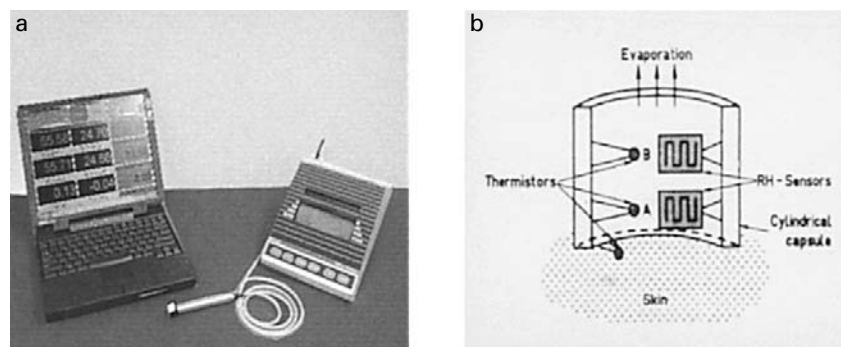 a
b
Evaporation
B
Thermistors
RH - Sensors
A
Cylindrical
capsule
Skin